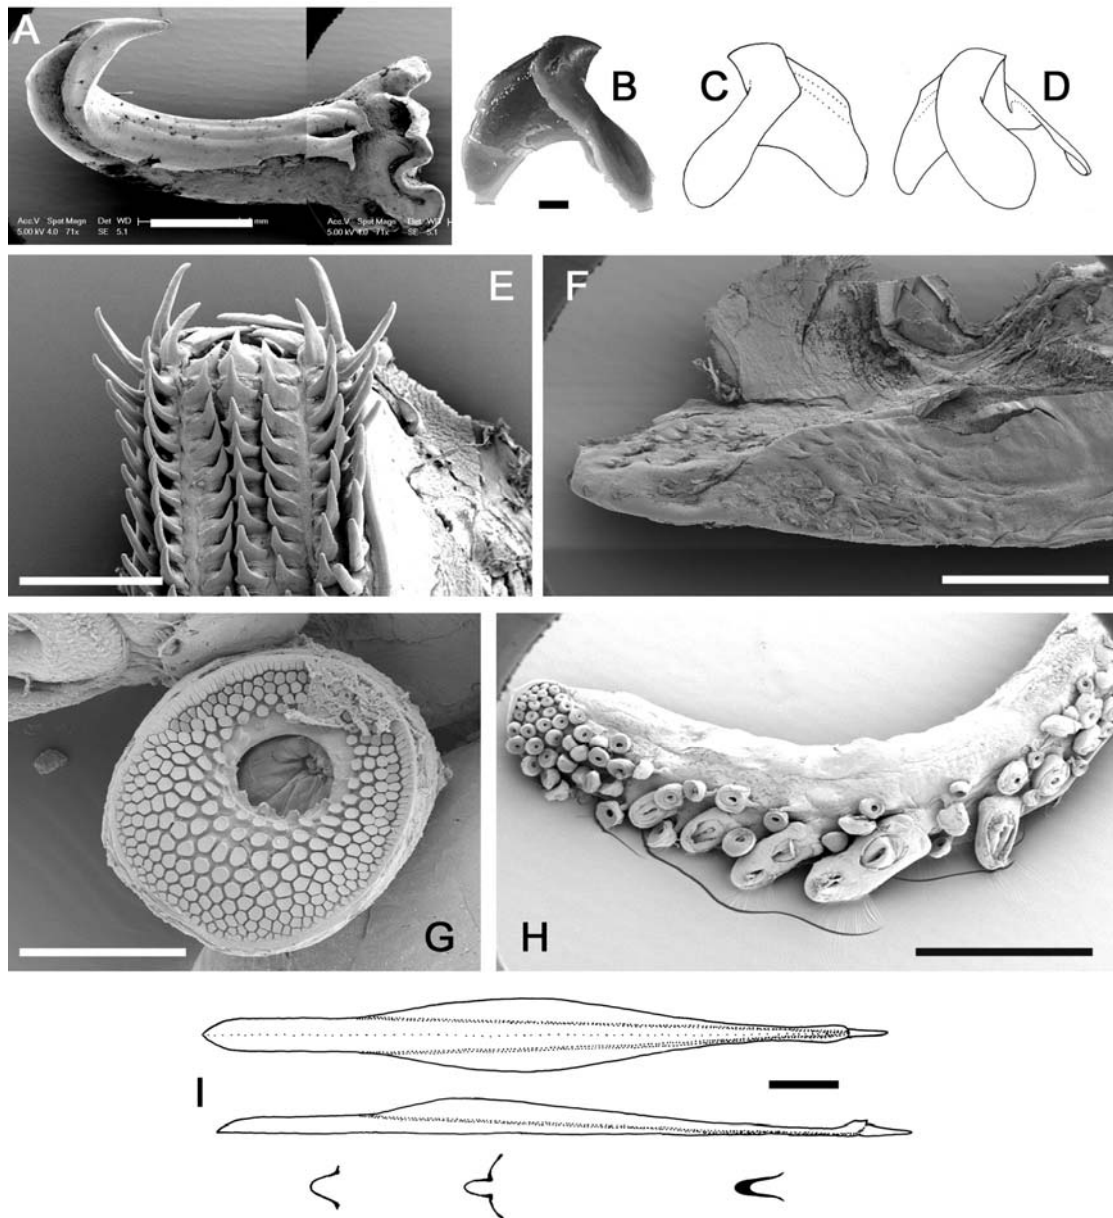 A
Acc.V Spot Magn Det WD
5.00 kV 4.0 71x SE 5.1
mm
Acc.V Spot Magn Det WD
5.00 kV 4.0 71x SE 5.1
B
C
D
E
F
G
H
I